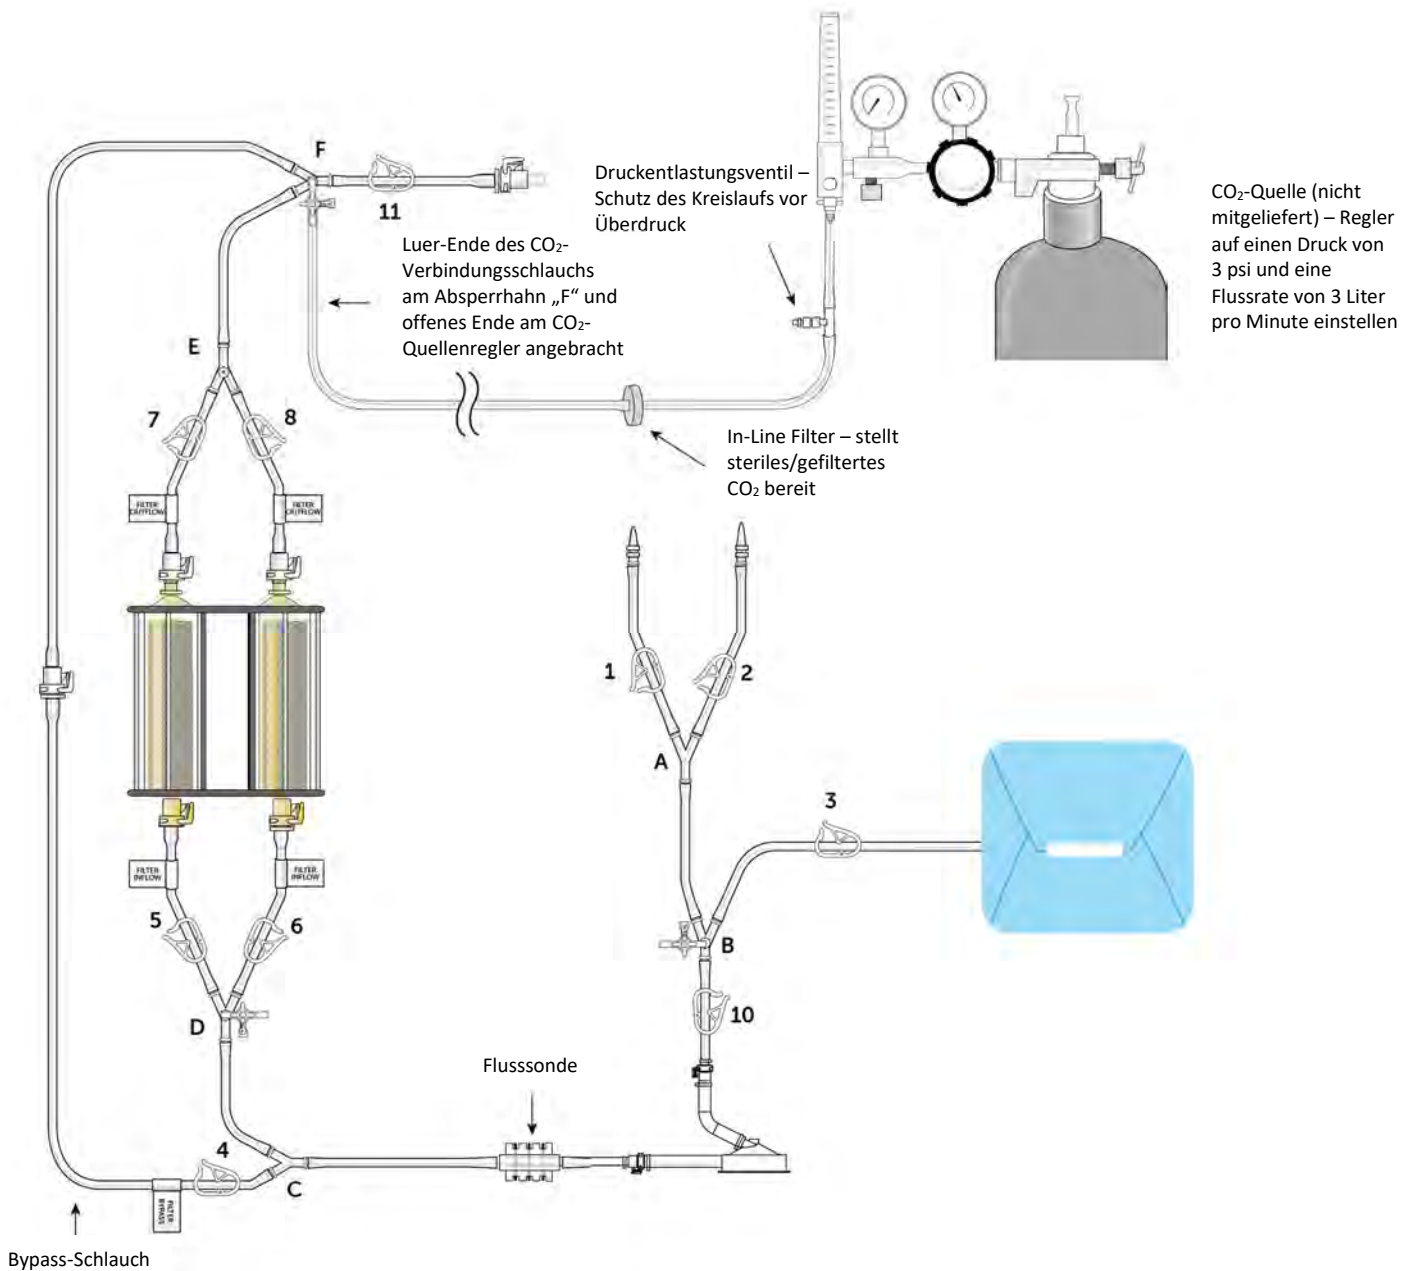 F
11
Druckentlastungsventil –
Schutz des Kreislaufs vor
Überdruck
CO₂-Quelle (nicht
mitgeliefert) – Regler
auf einen Druck von
3 psi und eine
Flussrate von 3 Liter
pro Minute einstellen
Luer-Ende des CO₂-
Verbindungsschlauchs
am Absperrhahn „F“ und
offenes Ende am CO₂-
Quellenregler angebracht
E
7
8
In-Line Filter – stellt
steriles/gefiltertes
CO₂ bereit
FILTER
OUTFLOW
FILTER
OUTFLOW
1
2
A
3
FILTER
INFLOW
FILTER
INFLOW
5
6
B
10
D
Flusssonde
4
C
FILTER
BYPASS
Bypass-Schlauch